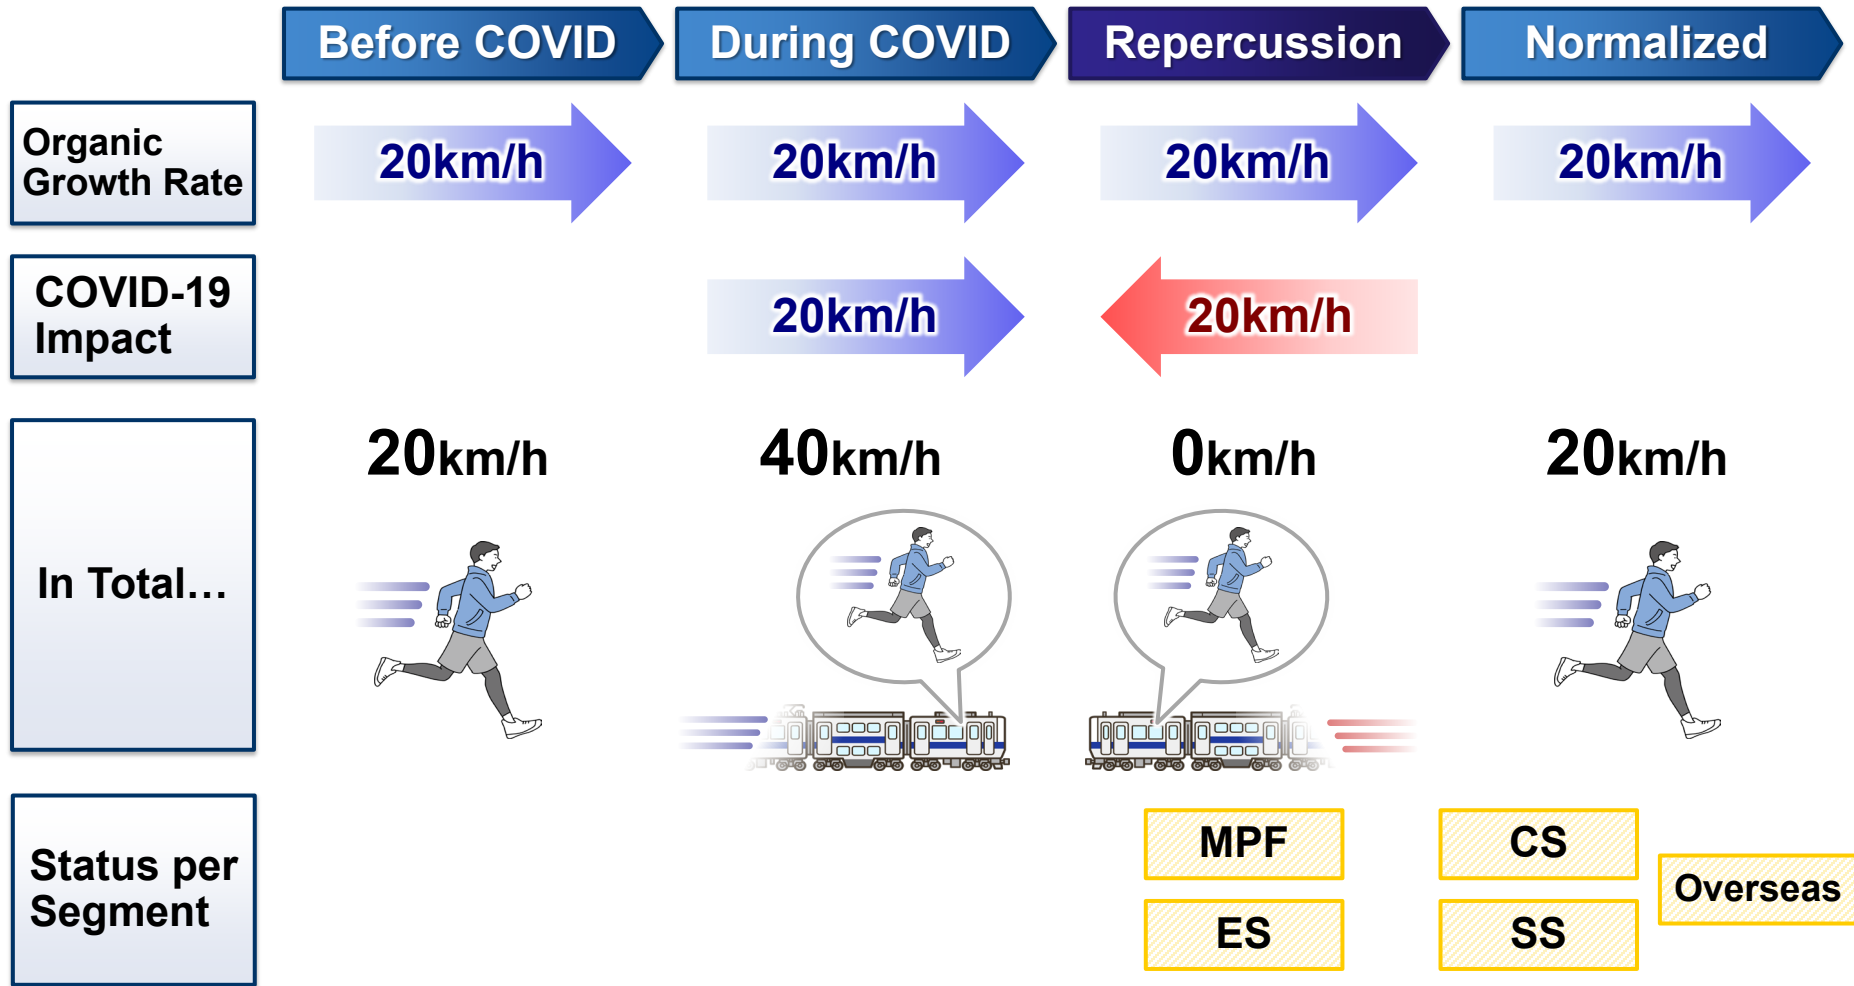 Before COVID
During COVID
Repercussion
Normalized
Organic
Growth Rate
20km/h
20km/h
20km/h
20km/h
COVID-19
Impact
20km/h
20km/h
In Total...
20km/h
40km/h
0km/h
20km/h
Status per
Segment
MPF
CS
Overseas
ES
SS